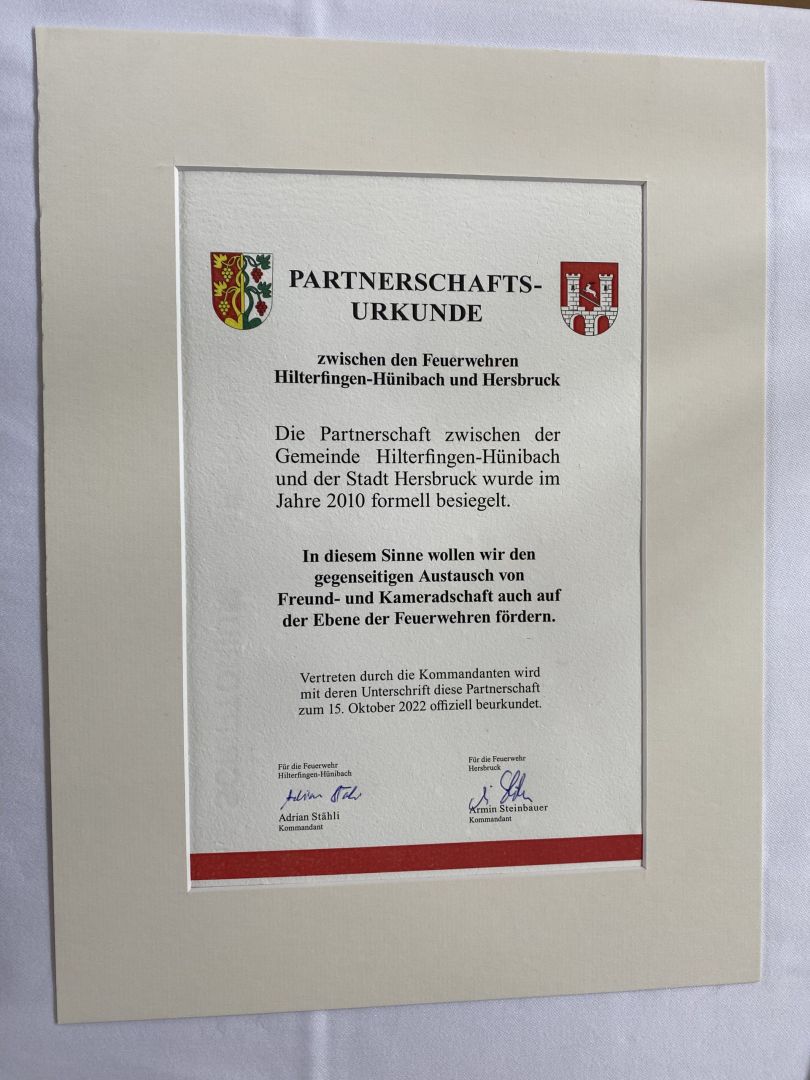 PARTNERSCHAFTS-
URKUNDE
zwischen den Feuerwehren
Hilterfingen-Hünibach und Hersbruck
Die Partnerschaft zwischen der
Gemeinde Hilterfingen-Hünibach
und der Stadt Hersbruck wurde im
Jahre 2010 formell besiegelt.
In diesem Sinne wollen wir den
gegenseitigen Austausch von
Freund- und Kameradschaft auch auf
der Ebene der Feuerwehren fördern.
Vertreten durch die Kommandanten wird
mit deren Unterschrift diese Partnerschaft
zum 15. Oktober 2022 offiziell beurkundet.
Für die Feuerwehr
Hilterfingen-Hünibach
Adrian Stähli
Adrian Stähli
Kommandant
Für die Feuerwehr
Hersbruck
Armin Steinbauer
Kommandant